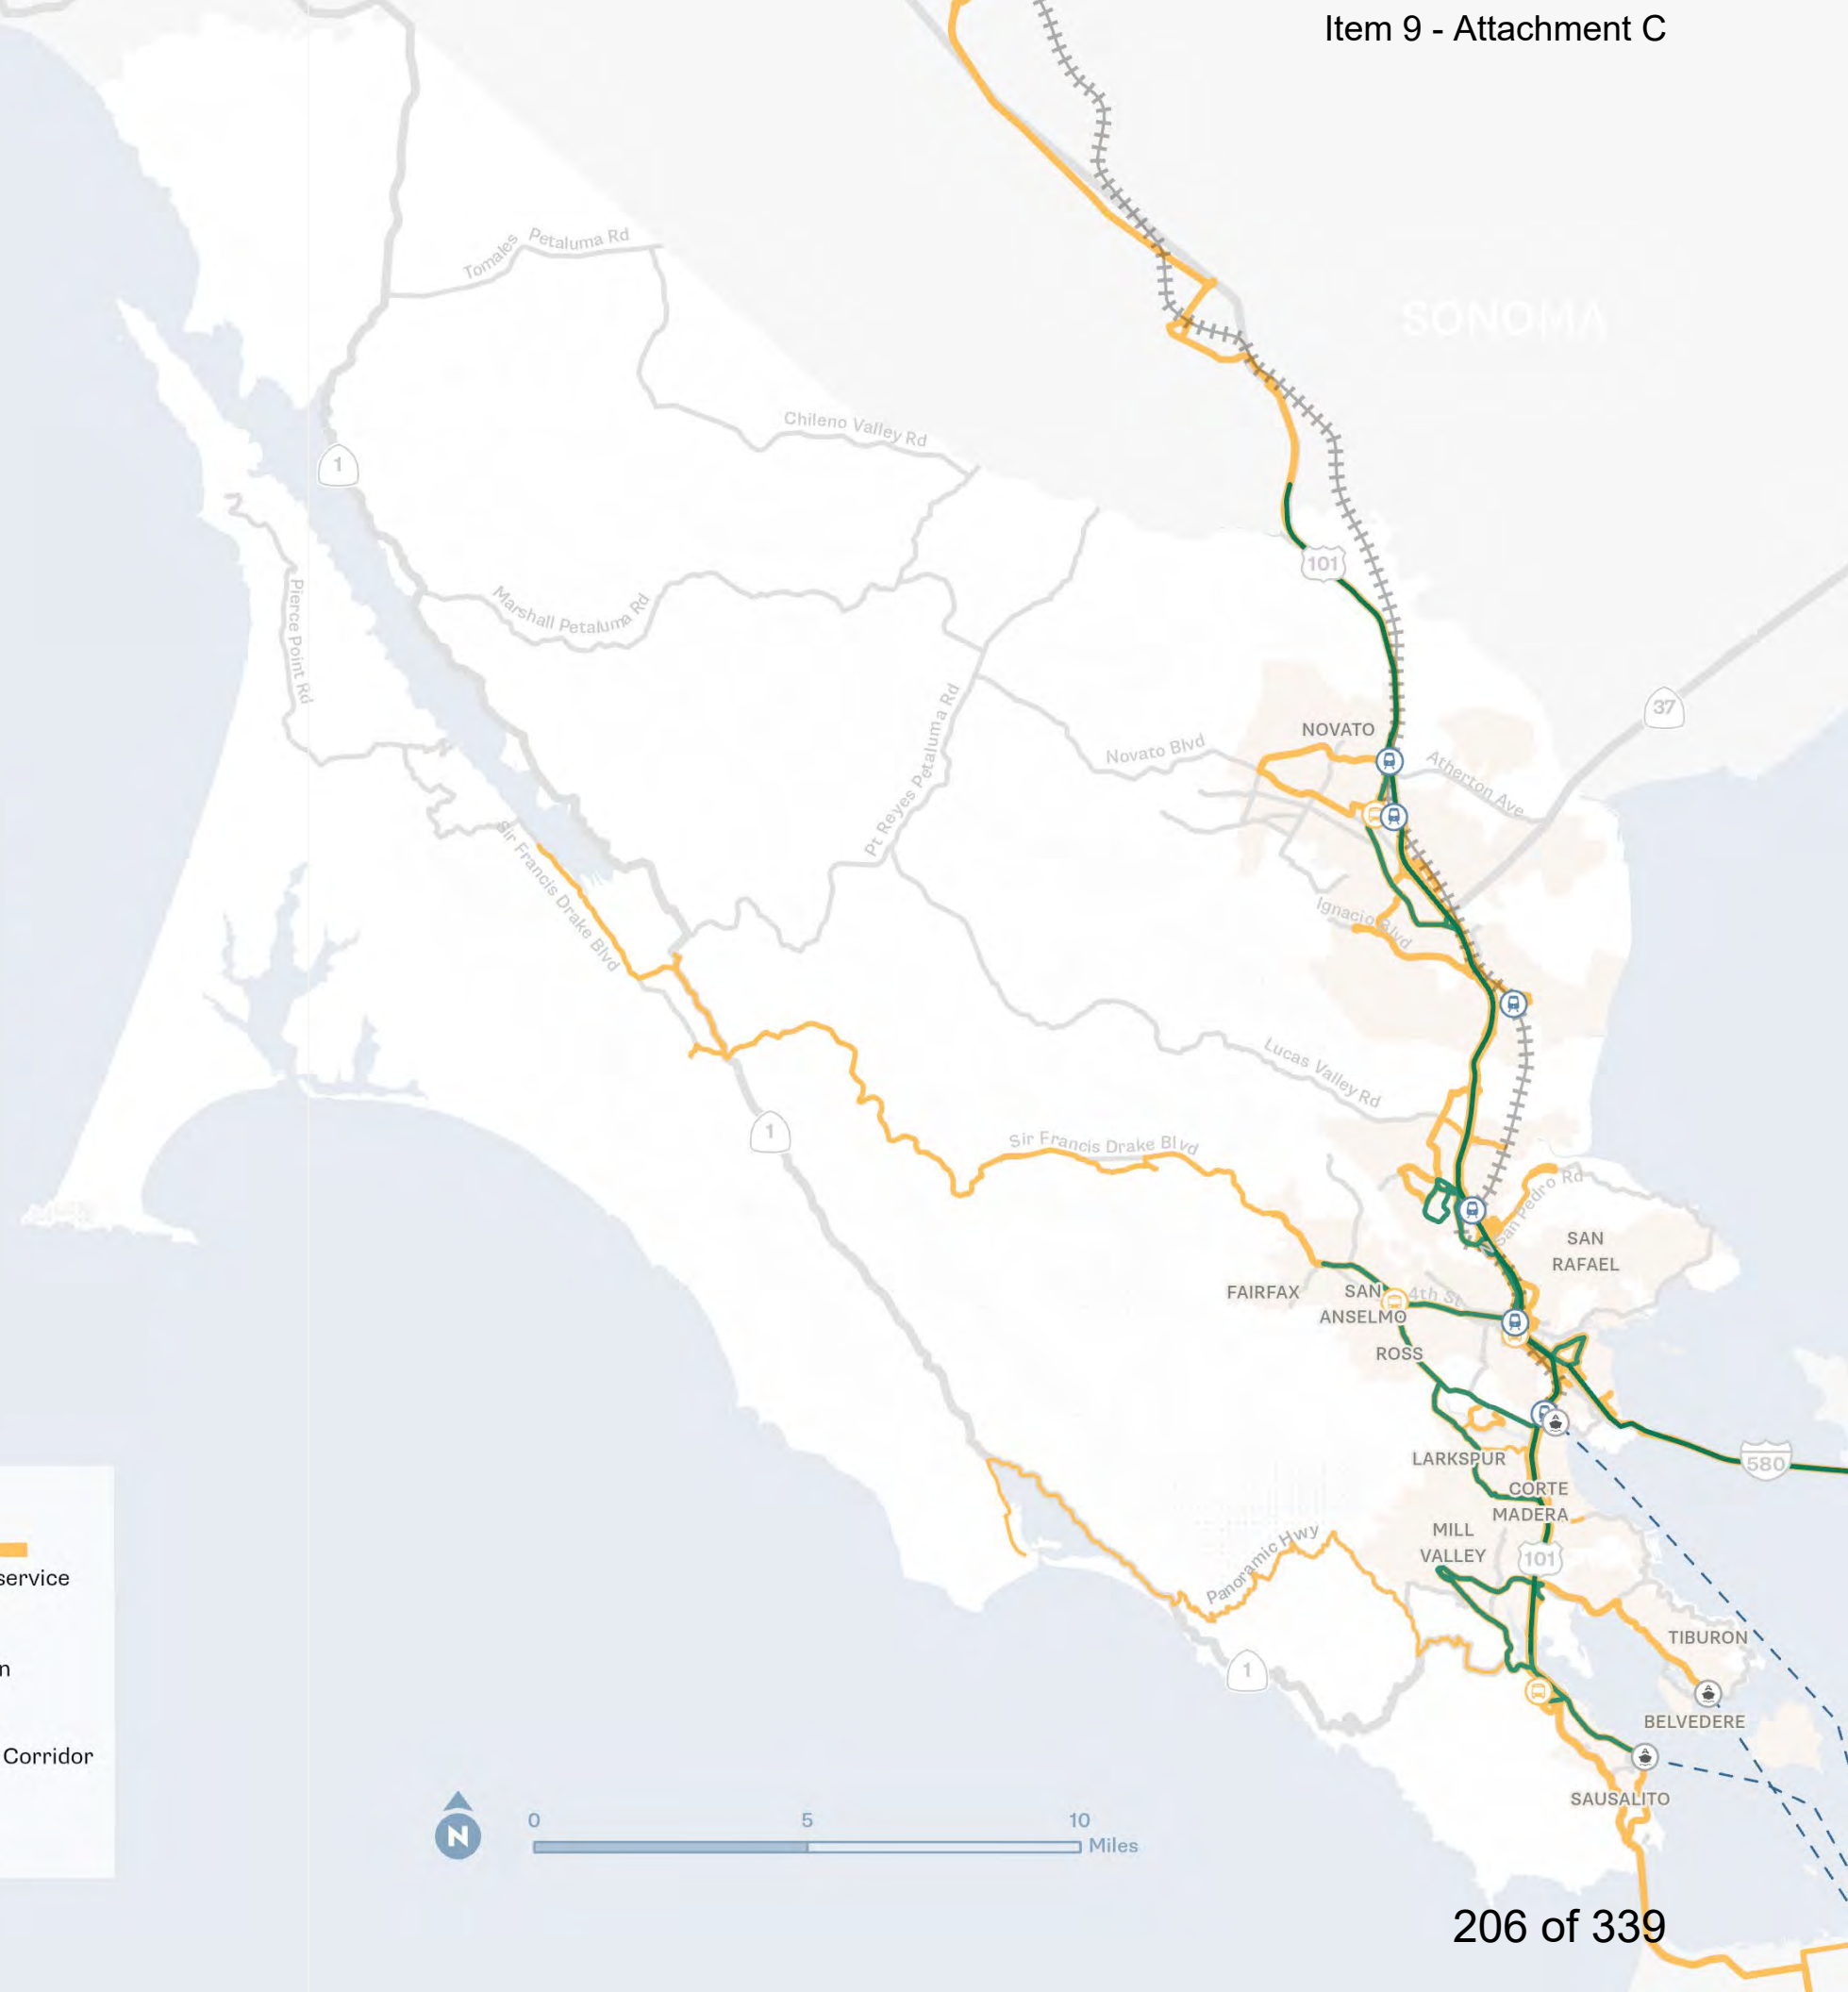 Item 9 - Attachment C
Tomales Petaluma Rd
SONOMA
Chileno Valley Rd
1
101
Marshall Petaluma Rd
Pierce Point Rd
37
NOVATO
Pt Reyes Petaluma Rd
Novato Blvd
Atherton Ave
Sir Francis Drake Blvd
Ignacio Blvd
Lucas Valley Rd
1
Sir Francis Drake Blvd
San Pedro Rd
SAN
RAFAEL
FAIRFAX
SAN
ANSELMO
4th St
ROSS
LARKSPUR
580
CORTE
MADERA
MILL
VALLEY
101
Panoramic Hwy
service
TIBURON
n
1
BELVEDERE
Corridor
SAUSALITO
N
0
5
10
Miles
206 of 339